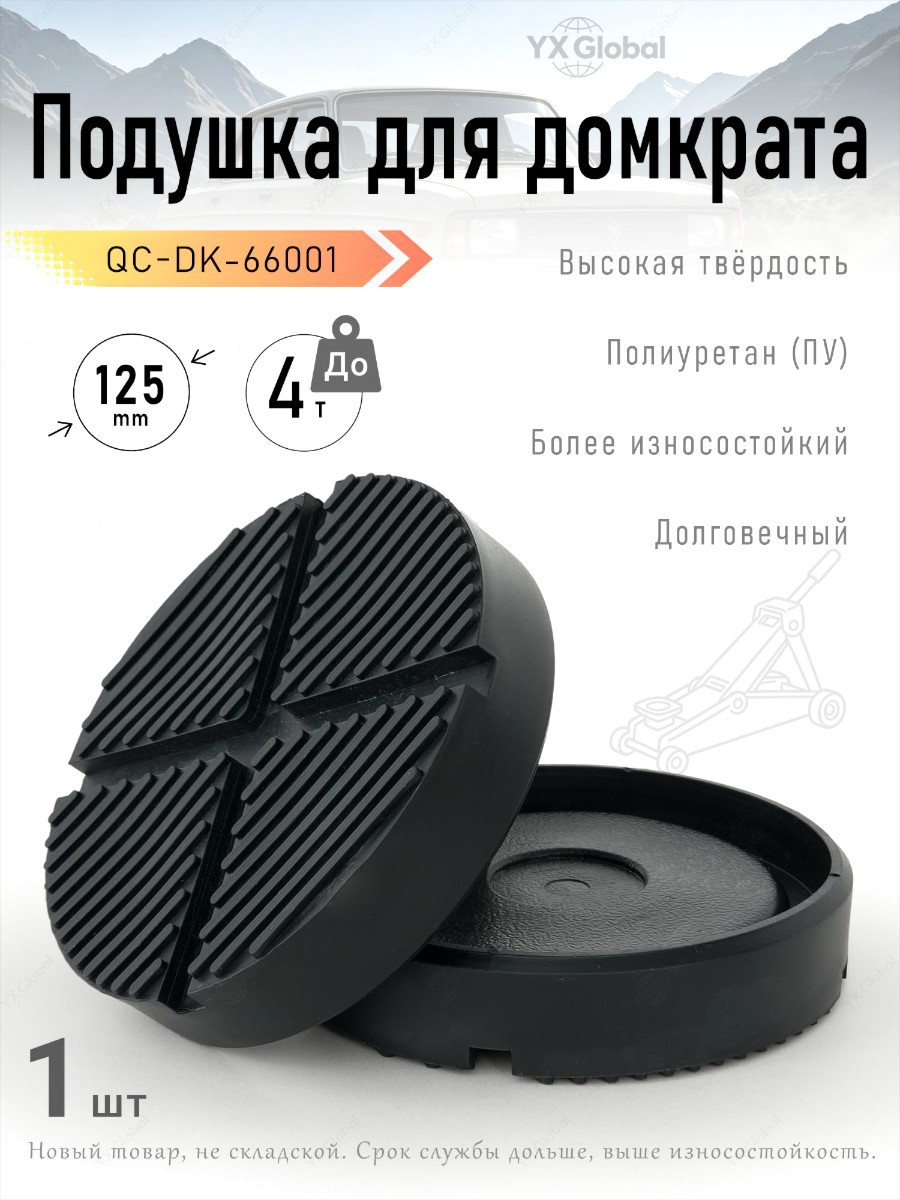 YX Global
Подушка для домкрата
QC-DK-66001
Высокая твёрдость
Полиуретан (ПУ)
Более износостойкий
Долговечный
125
mm
До
4 т
1 шт
Новый товар, не складской. Срок службы дольше, выше износостойкость.